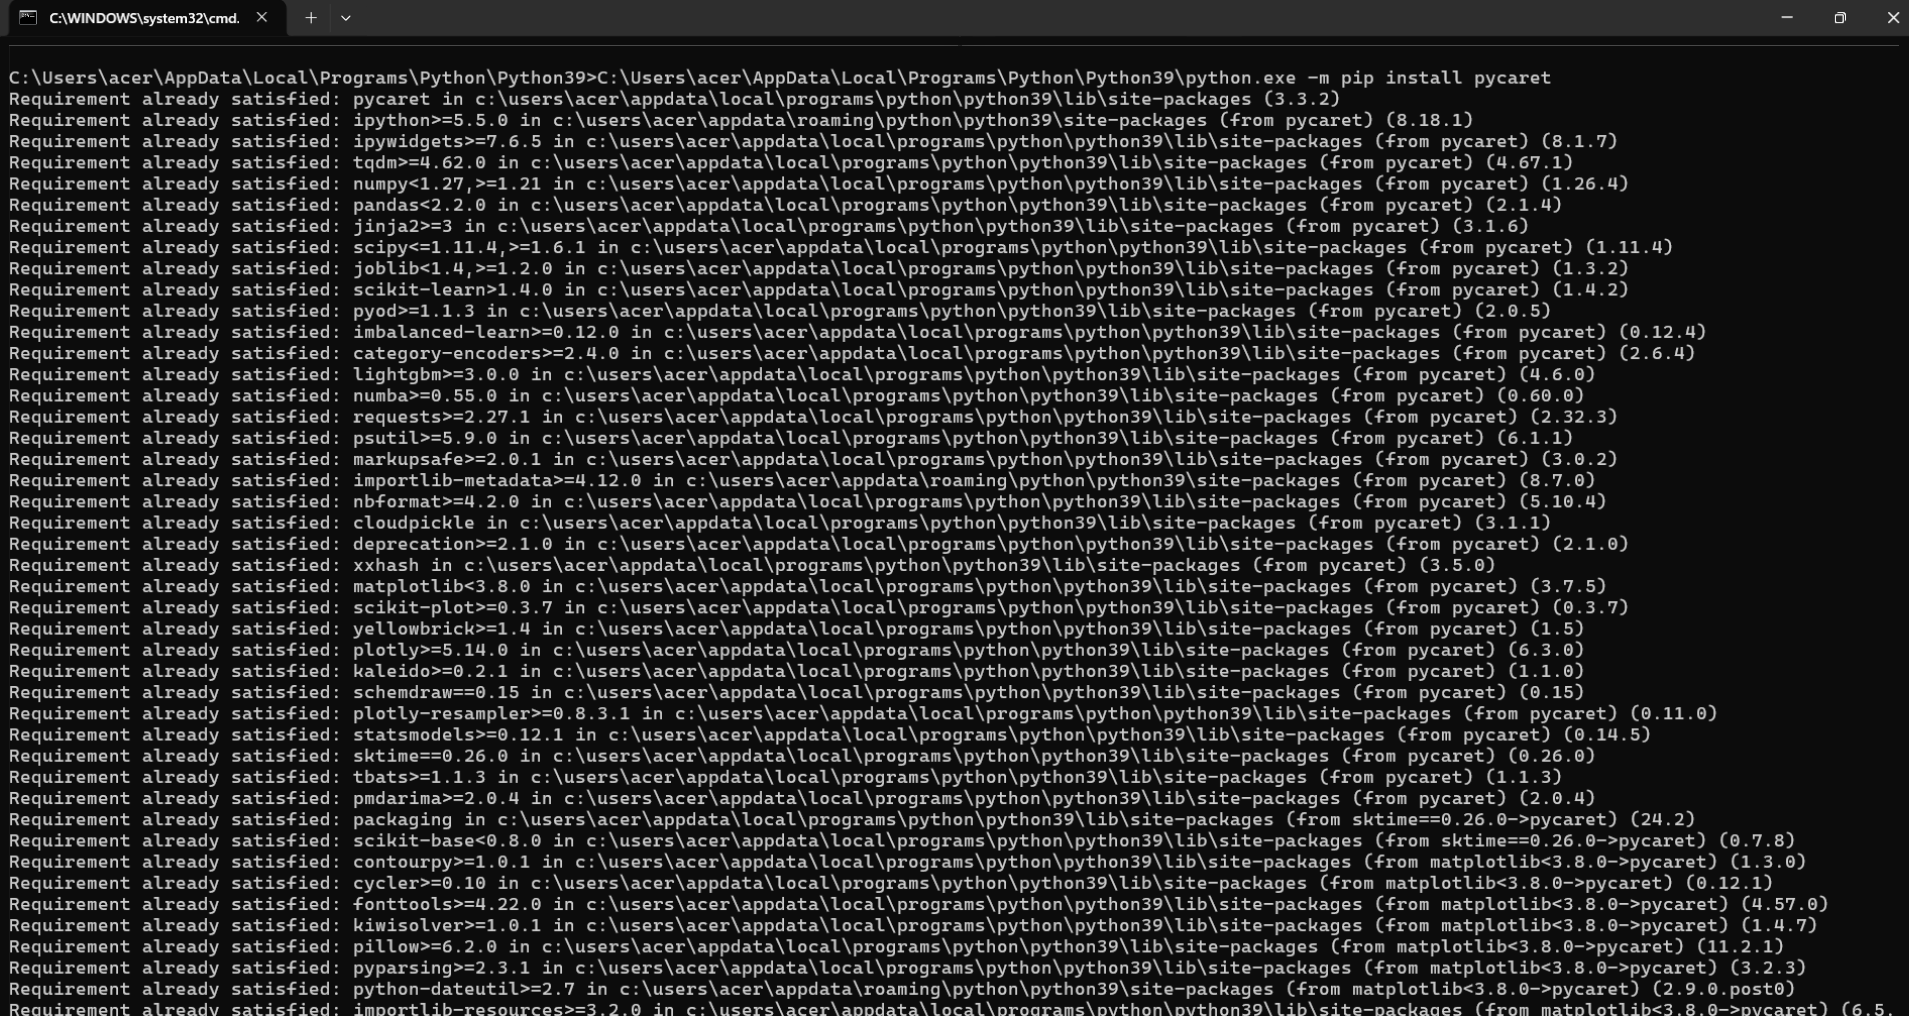 C:\WINDOWS\system32\cmd.
C:\Users\acer\AppData\Local\Programs\Python\Python39>C:\Users\acer\AppData\Local\Programs\Python\Python39\python.exe -m pip install pycaret
Requirement already satisfied: pycaret in c:\users\acer\appdata\local\programs\python\python39\lib\site-packages (3.3.2)
Requirement already satisfied: ipython>=5.5.0 in c:\users\acer\appdata\roaming\python\python39\site-packages (from pycaret) (8.18.1)
Requirement already satisfied: ipywidgets>=7.6.5 in c:\users\acer\appdata\local\programs\python\python39\lib\site-packages (from pycaret) (8.1.7)
Requirement already satisfied: tqdm>=4.62.0 in c:\users\acer\appdata\local\programs\python\python39\lib\site-packages (from pycaret) (4.67.1)
Requirement already satisfied: numpy<1.27,>=1.21 in c:\users\acer\appdata\local\programs\python\python39\lib\site-packages (from pycaret) (1.26.4)
Requirement already satisfied: pandas<2.2.0 in c:\users\acer\appdata\local\programs\python\python39\lib\site-packages (from pycaret) (2.1.4)
Requirement already satisfied: jinja2>=3 in c:\users\acer\appdata\local\programs\python\python39\lib\site-packages (from pycaret) (3.1.6)
Requirement already satisfied: scipy<=1.11.4,>=1.6.1 in c:\users\acer\appdata\local\programs\python\python39\lib\site-packages (from pycaret) (1.11.4)
Requirement already satisfied: joblib<1.4,>=1.2.0 in c:\users\acer\appdata\local\programs\python\python39\lib\site-packages (from pycaret) (1.3.2)
Requirement already satisfied: scikit-learn>1.4.0 in c:\users\acer\appdata\local\programs\python\python39\lib\site-packages (from pycaret) (1.4.2)
Requirement already satisfied: pyod>=1.1.3 in c:\users\acer\appdata\local\programs\python\python39\lib\site-packages (from pycaret) (2.0.5)
Requirement already satisfied: imbalanced-learn>=0.12.0 in c:\users\acer\appdata\local\programs\python\python39\lib\site-packages (from pycaret) (0.12.4)
Requirement already satisfied: category-encoders>=2.4.0 in c:\users\acer\appdata\local\programs\python\python39\lib\site-packages (from pycaret) (2.6.4)
Requirement already satisfied: lightgbm>=3.0.0 in c:\users\acer\appdata\local\programs\python\python39\lib\site-packages (from pycaret) (4.6.0)
Requirement already satisfied: numba>=0.55.0 in c:\users\acer\appdata\local\programs\python\python39\lib\site-packages (from pycaret) (0.60.0)
Requirement already satisfied: requests>=2.27.1 in c:\users\acer\appdata\local\programs\python\python39\lib\site-packages (from pycaret) (2.32.3)
Requirement already satisfied: psutil>=5.9.0 in c:\users\acer\appdata\local\programs\python\python39\lib\site-packages (from pycaret) (6.1.1)
Requirement already satisfied: markupsafe>=2.0.1 in c:\users\acer\appdata\local\programs\python\python39\lib\site-packages (from pycaret) (3.0.2)
Requirement already satisfied: importlib-metadata>=4.12.0 in c:\users\acer\appdata\roaming\python\python39\site-packages (from pycaret) (8.7.0)
Requirement already satisfied: nbformat>=4.2.0 in c:\users\acer\appdata\local\programs\python\python39\lib\site-packages (from pycaret) (5.10.4)
Requirement already satisfied: cloudpickle in c:\users\acer\appdata\local\programs\python\python39\lib\site-packages (from pycaret) (3.1.1)
Requirement already satisfied: deprecation>=2.1.0 in c:\users\acer\appdata\local\programs\python\python39\lib\site-packages (from pycaret) (2.1.0)
Requirement already satisfied: xxhash in c:\users\acer\appdata\local\programs\python\python39\lib\site-packages (from pycaret) (3.5.0)
Requirement already satisfied: matplotlib<3.8.0 in c:\users\acer\appdata\local\programs\python\python39\lib\site-packages (from pycaret) (3.7.5)
Requirement already satisfied: scikit-plot>=0.3.7 in c:\users\acer\appdata\local\programs\python\python39\lib\site-packages (from pycaret) (0.3.7)
Requirement already satisfied: yellowbrick>=1.4 in c:\users\acer\appdata\local\programs\python\python39\lib\site-packages (from pycaret) (1.5)
Requirement already satisfied: plotly>=5.14.0 in c:\users\acer\appdata\local\programs\python\python39\lib\site-packages (from pycaret) (6.3.0)
Requirement already satisfied: kaleido>=0.2.1 in c:\users\acer\appdata\local\programs\python\python39\lib\site-packages (from pycaret) (1.1.0)
Requirement already satisfied: schemdraw==0.15 in c:\users\acer\appdata\local\programs\python\python39\lib\site-packages (from pycaret) (0.15)
Requirement already satisfied: plotly-resampler>=0.8.3.1 in c:\users\acer\appdata\local\programs\python\python39\lib\site-packages (from pycaret) (0.11.0)
Requirement already satisfied: statsmodels>=0.12.1 in c:\users\acer\appdata\local\programs\python\python39\lib\site-packages (from pycaret) (0.14.5)
Requirement already satisfied: sktime==0.26.0 in c:\users\acer\appdata\local\programs\python\python39\lib\site-packages (from pycaret) (0.26.0)
Requirement already satisfied: tbats>=1.1.3 in c:\users\acer\appdata\local\programs\python\python39\lib\site-packages (from pycaret) (1.1.3)
Requirement already satisfied: pmdarima>=2.0.4 in c:\users\acer\appdata\local\programs\python\python39\lib\site-packages (from pycaret) (2.0.4)
Requirement already satisfied: packaging in c:\users\acer\appdata\local\programs\python\python39\lib\site-packages (from sktime==0.26.0->pycaret) (24.2)
Requirement already satisfied: scikit-base<0.8.0 in c:\users\acer\appdata\local\programs\python\python39\lib\site-packages (from sktime==0.26.0->pycaret) (0.7.8)
Requirement already satisfied: contourpy>=1.0.1 in c:\users\acer\appdata\local\programs\python\python39\lib\site-packages (from matplotlib<3.8.0->pycaret) (1.3.0)
Requirement already satisfied: cycler>=0.10 in c:\users\acer\appdata\local\programs\python\python39\lib\site-packages (from matplotlib<3.8.0->pycaret) (0.12.1)
Requirement already satisfied: fonttools>=4.22.0 in c:\users\acer\appdata\local\programs\python\python39\lib\site-packages (from matplotlib<3.8.0->pycaret) (4.57.0)
Requirement already satisfied: kiwisolver>=1.0.1 in c:\users\acer\appdata\local\programs\python\python39\lib\site-packages (from matplotlib<3.8.0->pycaret) (1.4.7)
Requirement already satisfied: pillow>=6.2.0 in c:\users\acer\appdata\local\programs\python\python39\lib\site-packages (from matplotlib<3.8.0->pycaret) (11.2.1)
Requirement already satisfied: pyparsing>=2.3.1 in c:\users\acer\appdata\local\programs\python\python39\lib\site-packages (from matplotlib<3.8.0->pycaret) (3.2.3)
Requirement already satisfied: python-dateutil>=2.7 in c:\users\acer\appdata\roaming\python\python39\site-packages (from matplotlib<3.8.0->pycaret) (2.9.0.post0)
Requirement already satisfied: importlib-resources>=3.2.0 in c:\users\acer\appdata\local\programs\python\python39\lib\site-packages (from matplotlib<3.8.0->pycaret) (6.5.